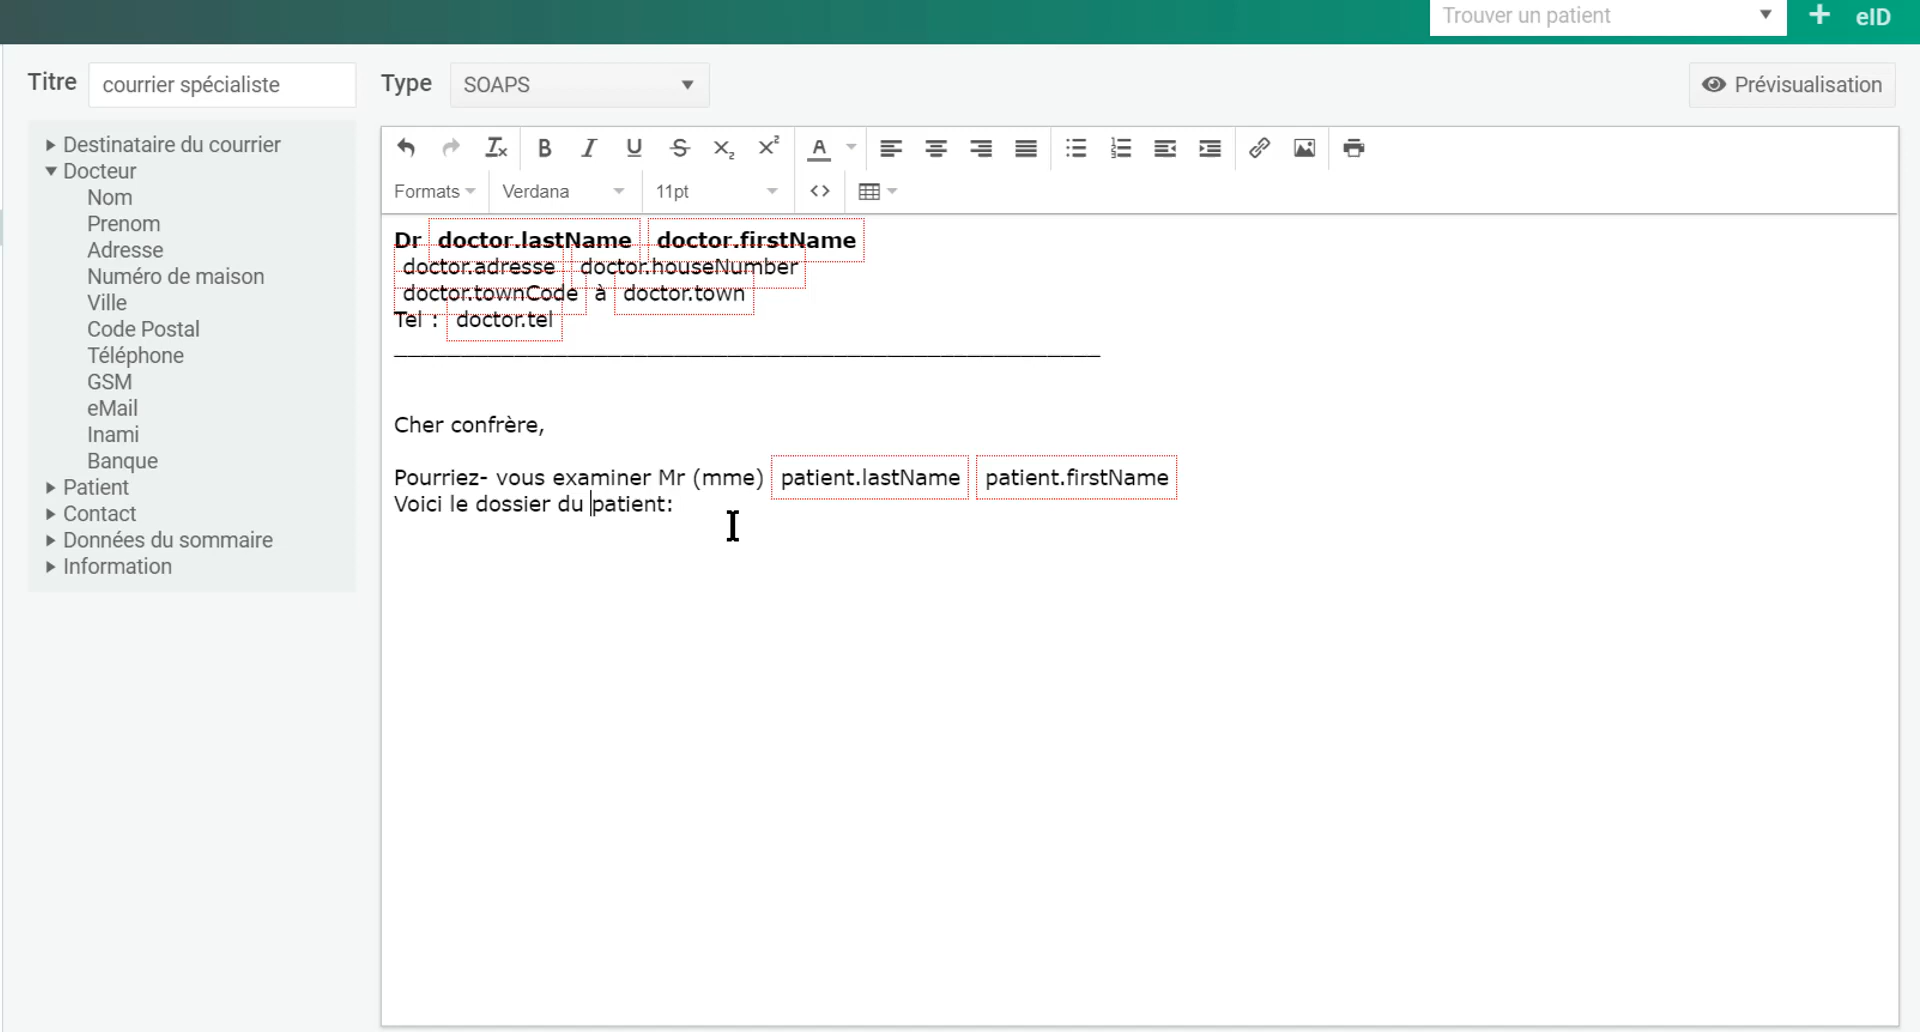 Trouver un patient
eID
Titre courrier spécialiste Type SOAPS Prévisualisation
Destinataire du courrier
Docteur
Nom
Prenom
Adresse
Numéro de maison
Ville
Code Postal
Téléphone
GSM
eMail
Inami
Banque
Patient
Contact
Données du sommaire
Information
Formats Verdana 11pt
Dr doctor.lastName doctor.firstName
doctor.adresse doctor.houseNumber
doctor.townCode à doctor.town
Tel : doctor.tel
Cher confrère,
Pourriez- vous examiner Mr (mme) patient.lastName patient.firstName
Voici le dossier du patient: